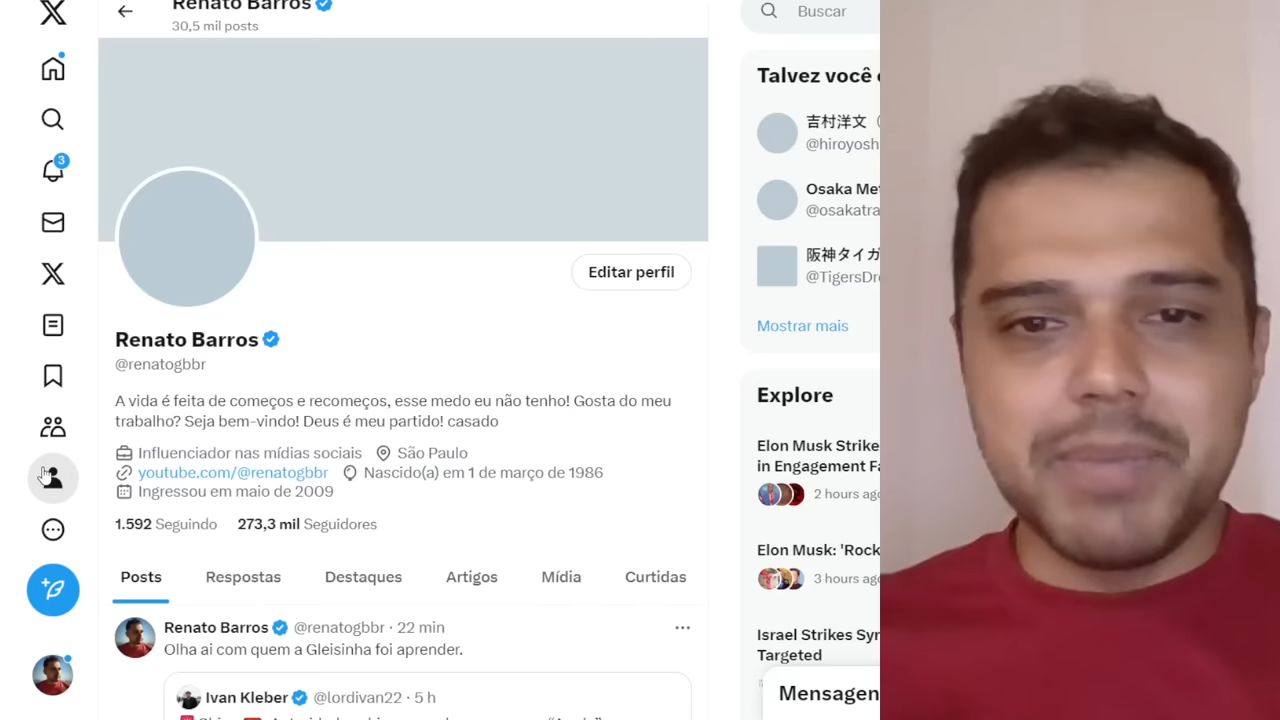 Renato Barros
30,5 mil posts
Buscar
3
Editar perfil
Renato Barros
@renatogbbr
A vida é feita de começos e recomeços, esse medo eu não tenho! Gosta do meu
trabalho? Seja bem-vindo! Deus é meu partido! casado
Influenciador nas mídias sociais São Paulo
youtube.com/@renatogbbr Nascido(a) em 1 de março de 1986
Ingressou em maio de 2009
1.592 Seguindo 273,3 mil Seguidores
Posts Respostas Destaques Artigos Mídia Curtidas
Renato Barros @renatogbbr · 22 min
Olha ai com quem a Gleisinha foi aprender.
Ivan Kleber @lordivan22 · 5 h
Talvez você
吉村洋文
@hiroyosh
Osaka Me
@osakatra
阪神タイガ
@TigersDr
Mostrar mais
Explore
Elon Musk Strike
in Engagement Fa
2 hours ago
Elon Musk: 'Rock
3 hours ago
Israel Strikes Syr
Targeted
Mensagen